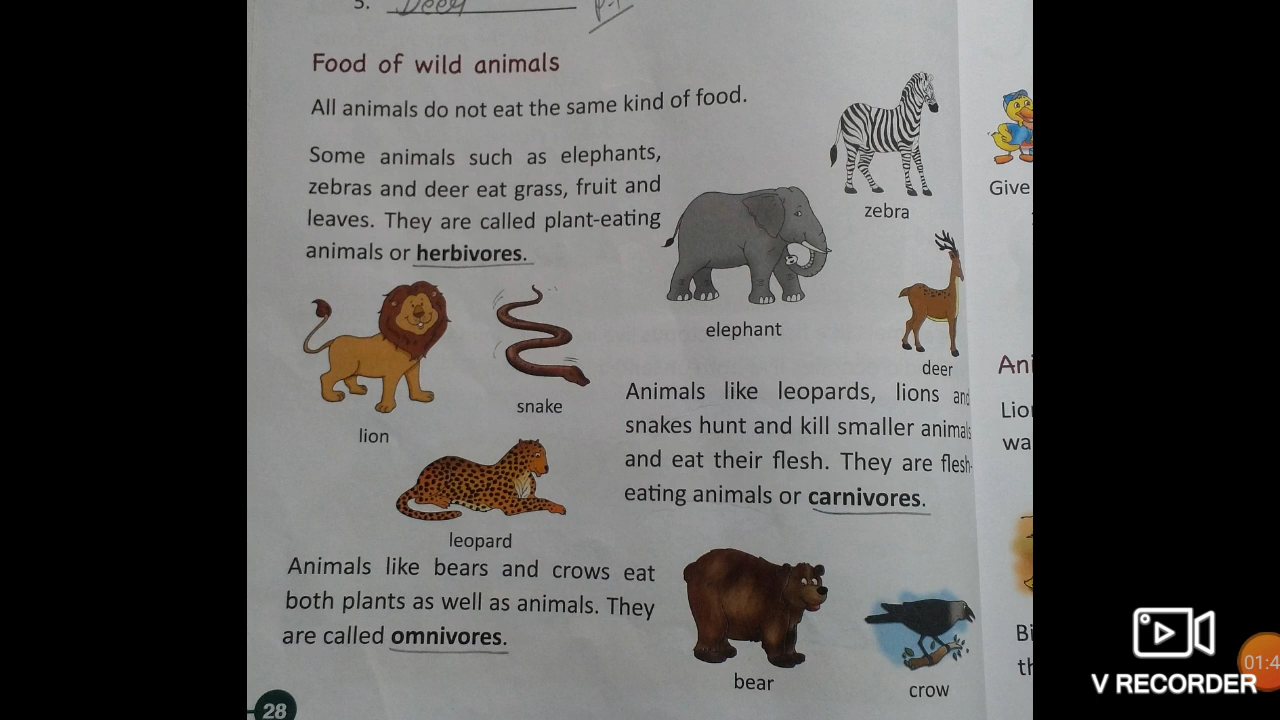 5. Deer
Food of wild animals
All animals do not eat the same kind of food.
Some animals such as elephants,
zebras and deer eat grass, fruit and
leaves. They are called plant-eating
animals or herbivores.
zebra
elephant
deer
lion
snake
leopard
Animals like leopards, lions and
snakes hunt and kill smaller animals
and eat their flesh. They are flesh-
eating animals or carnivores.
Animals like bears and crows eat
both plants as well as animals. They
are called omnivores.
bear
crow
28
Give
V RECORDER